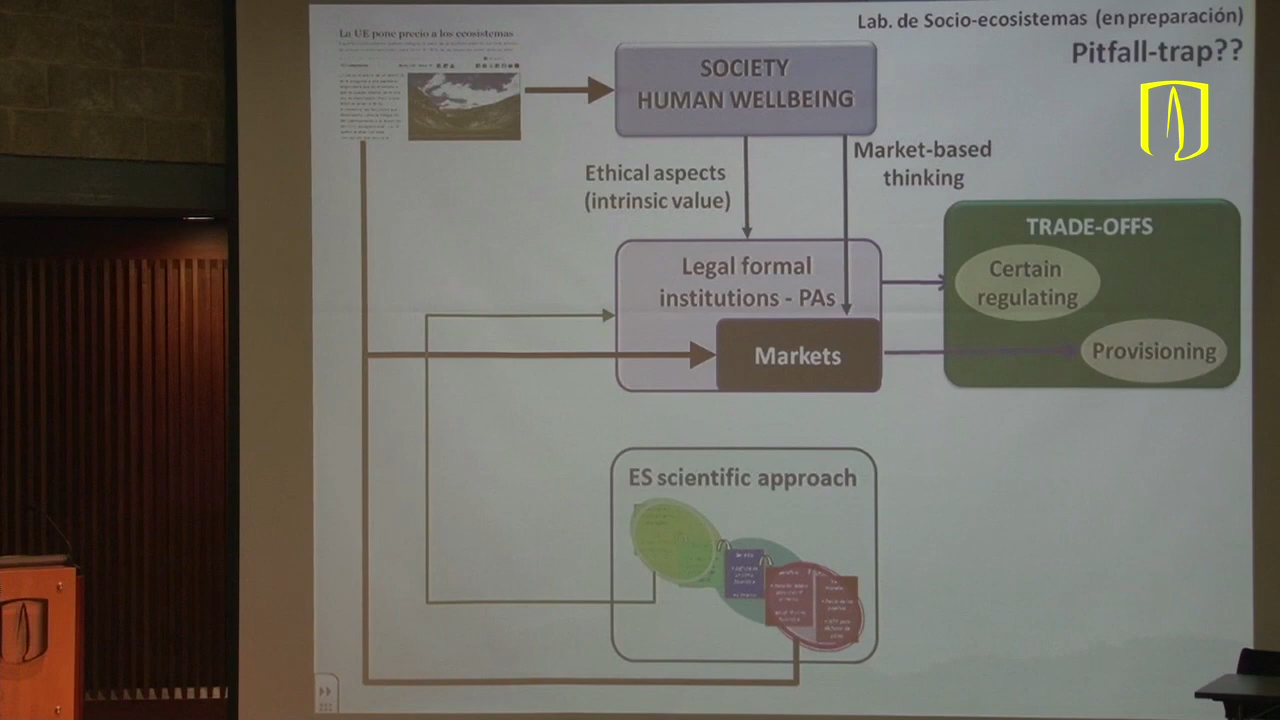 La UE pone precio a los ecosistemas
Lab. de Socio-ecosistemas (en preparación)
Pitfall-trap??
SOCIETY
HUMAN WELLBEING
Ethical aspects
(intrinsic value)
Market-based
thinking
Legal formal
institutions - PAs
Markets
TRADE-OFFS
Certain
regulating
Provisioning
ES scientific approach